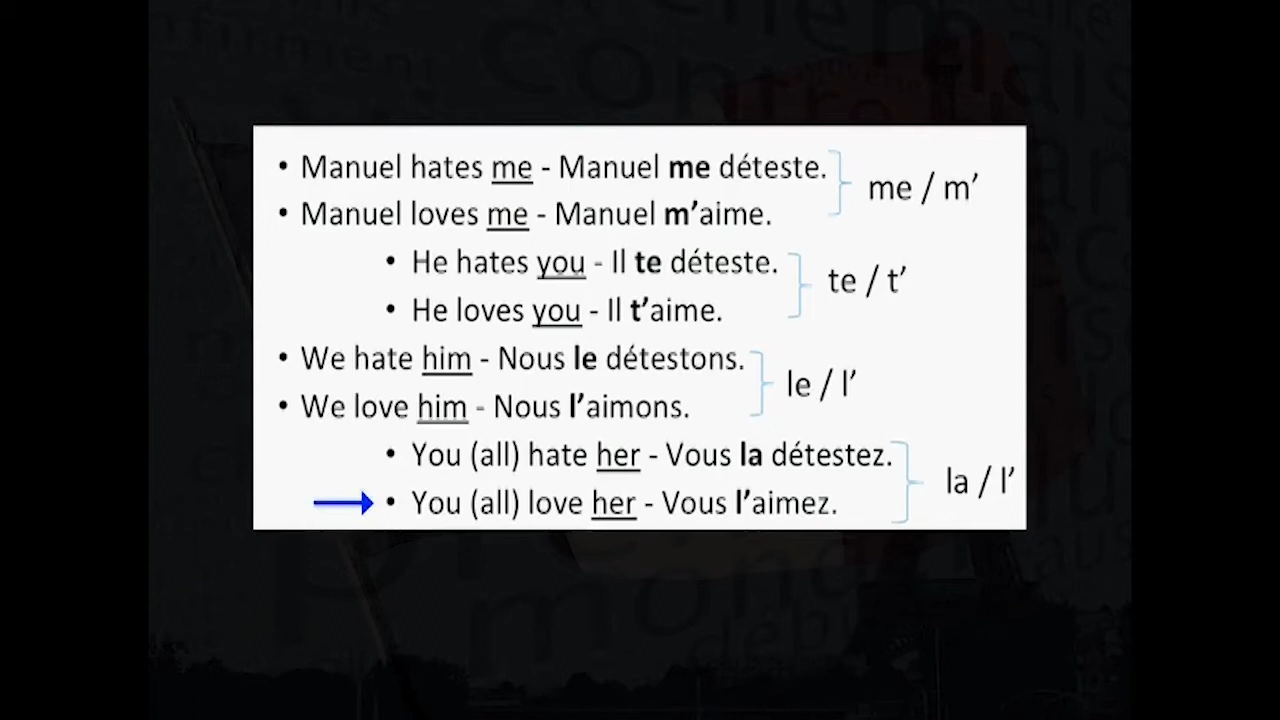 • Manuel hates me - Manuel me déteste.
me / m’
• Manuel loves me - Manuel m’aime.
• He hates you - Il te déteste.
te / t’
• He loves you - Il t’aime.
• We hate him - Nous le détestons.
le / l’
• We love him - Nous l’aimons.
• You (all) hate her - Vous la détestez.
la / l’
• You (all) love her - Vous l’aimez.